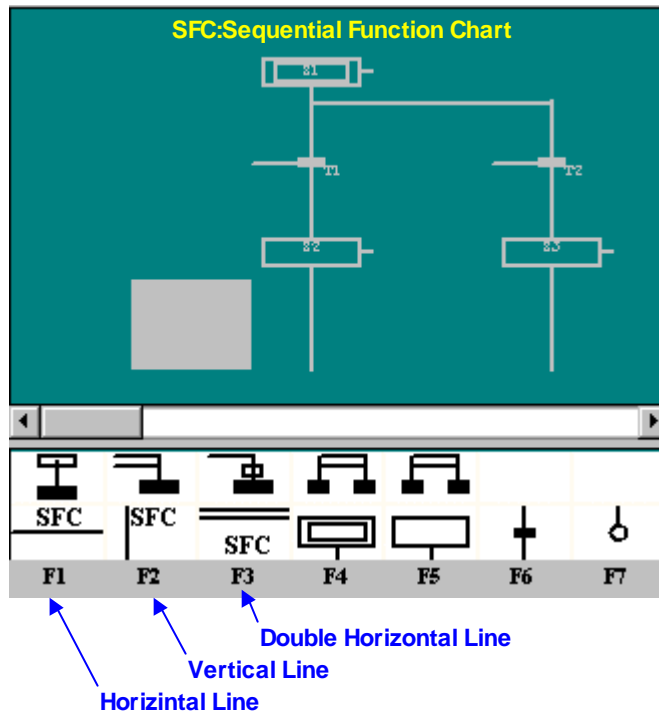 SFC:Sequential Function Chart
S1
T1
T2
S2
S3
SFC
SFC
SFC
F1 F2 F3 F4 F5 F6 F7
Double Horizontal Line
Vertical Line
Horizintal Line